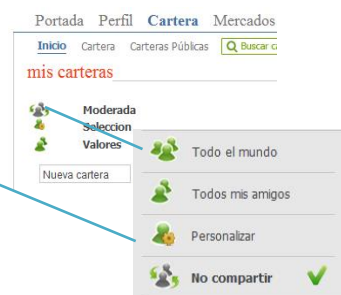 Portada Perfil Cartera Mercados
Inicio Cartera Carteras Públicas Buscar
mis carteras
Moderada
Seleccion
Valores
Nueva cartera
Todo el mundo
Todos mis amigos
Personalizar
No compartir